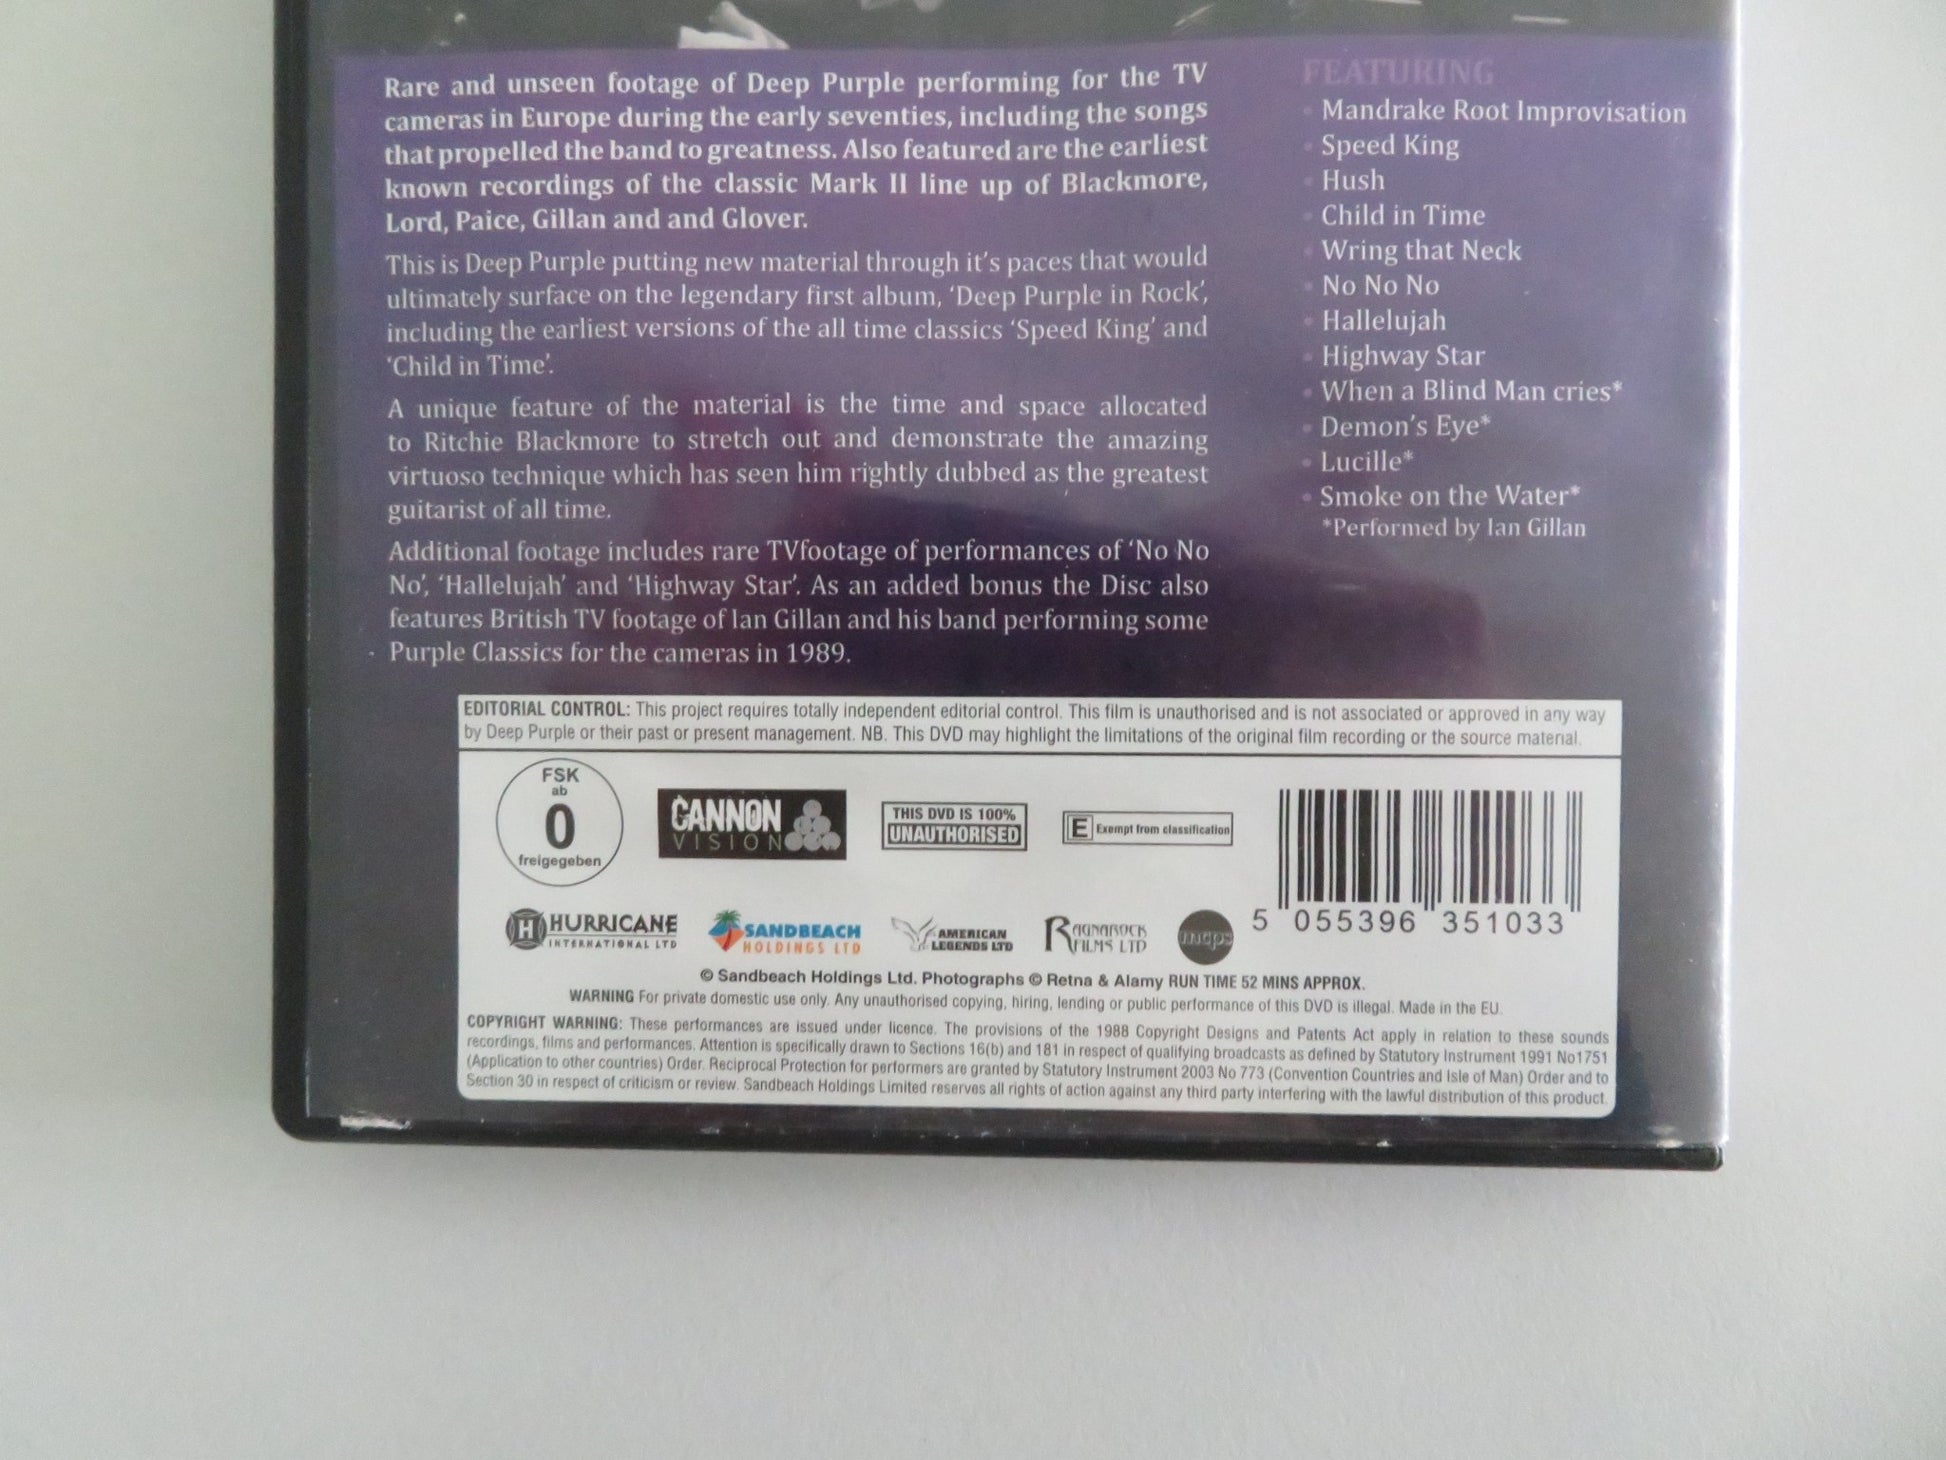 Rare and unseen footage of Deep Purple performing for the TV
cameras in Europe during the early seventies, including the songs
that propelled the band to greatness. Also featured are the earliest
known recordings of the classic Mark II line up of Blackmore,
Lord, Paice, Gillan and and Glover.
This is Deep Purple putting new material through it's paces that would
ultimately surface on the legendary first album, 'Deep Purple in Rock',
including the earliest versions of the all time classics 'Speed King' and
'Child in Time'.
A unique feature of the material is the time and space allocated
to Ritchie Blackmore to stretch out and demonstrate the amazing
virtuoso technique which has seen him rightly dubbed as the greatest
guitarist of all time.
Additional footage includes rare TVfootage of performances of 'No No
No', 'Hallelujah' and 'Highway Star'. As an added bonus the Disc also
features British TV footage of Ian Gillan and his band performing some
Purple Classics for the cameras in 1989.
FEATURING
• Mandrake Root Improvisation
• Speed King
• Hush
• Child in Time
• Wring that Neck
• No No No
• Hallelujah
• Highway Star
• When a Blind Man cries*
• Demon's Eye*
• Lucille*
• Smoke on the Water*
*Performed by Ian Gillan
EDITORIAL CONTROL: This project requires totally independent editorial control. This film is unauthorised and is not associated or approved in any way
by Deep Purple or their past or present management. NB. This DVD may highlight the limitations of the original film recording or the source material.
FSK
ab
0
freigegeben
CANNON
VISION
THIS DVD IS 100%
UNAUTHORISED
E Exempt from classification
5 055396 351033
H HURRICANE
INTERNATIONAL LTD
SANDBEACH
HOLDINGS LTD
AMERICAN
LEGENDS LTD
RAGNAROCK
FILMS LTD
mcps
© Sandbeach Holdings Ltd. Photographs © Retna & Alamy RUN TIME 52 MINS APPROX.
WARNING For private domestic use only. Any unauthorised copying, hiring, lending or public performance of this DVD is illegal. Made in the EU.
COPYRIGHT WARNING: These performances are issued under licence. The provisions of the 1988 Copyright Designs and Patents Act apply in relation to these sounds
recordings, films and performances. Attention is specifically drawn to Sections 16(b) and 181 in respect of qualifying broadcasts as defined by Statutory Instrument 1991 No1751
(Application to other countries) Order. Reciprocal Protection for performers are granted by Statutory Instrument 2003 No 773 (Convention Countries and Isle of Man) Order and to
Section 30 in respect of criticism or review. Sandbeach Holdings Limited reserves all rights of action against any third party interfering with the lawful distribution of this product.